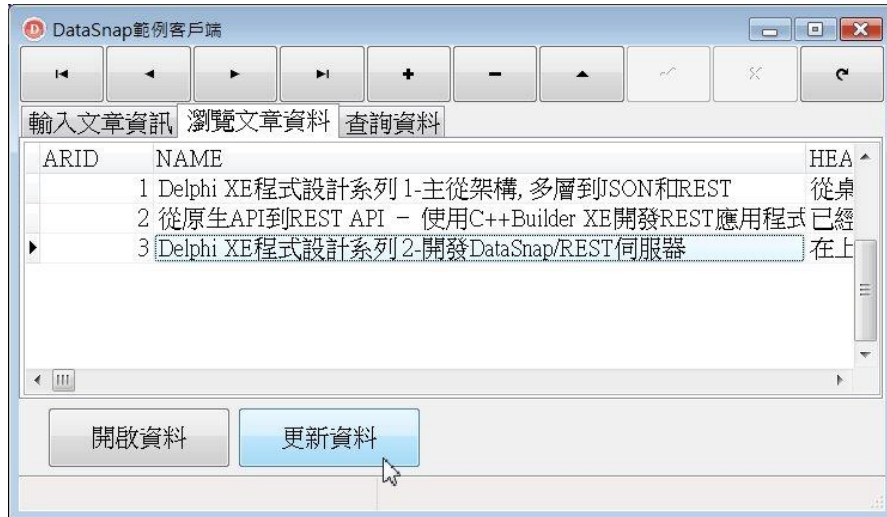 DataSnap範例客戶端
輸入文章資訊 瀏覽文章資料 查詢資料
ARID NAME HEA
1 Delphi XE程式設計系列 1-主從架構, 多層到JSON和REST 從桌
2 從原生API到REST API － 使用C++Builder XE開發REST應用程式 已經
3 Delphi XE程式設計系列 2-開發DataSnap/REST伺服器 在上
開啟資料 更新資料